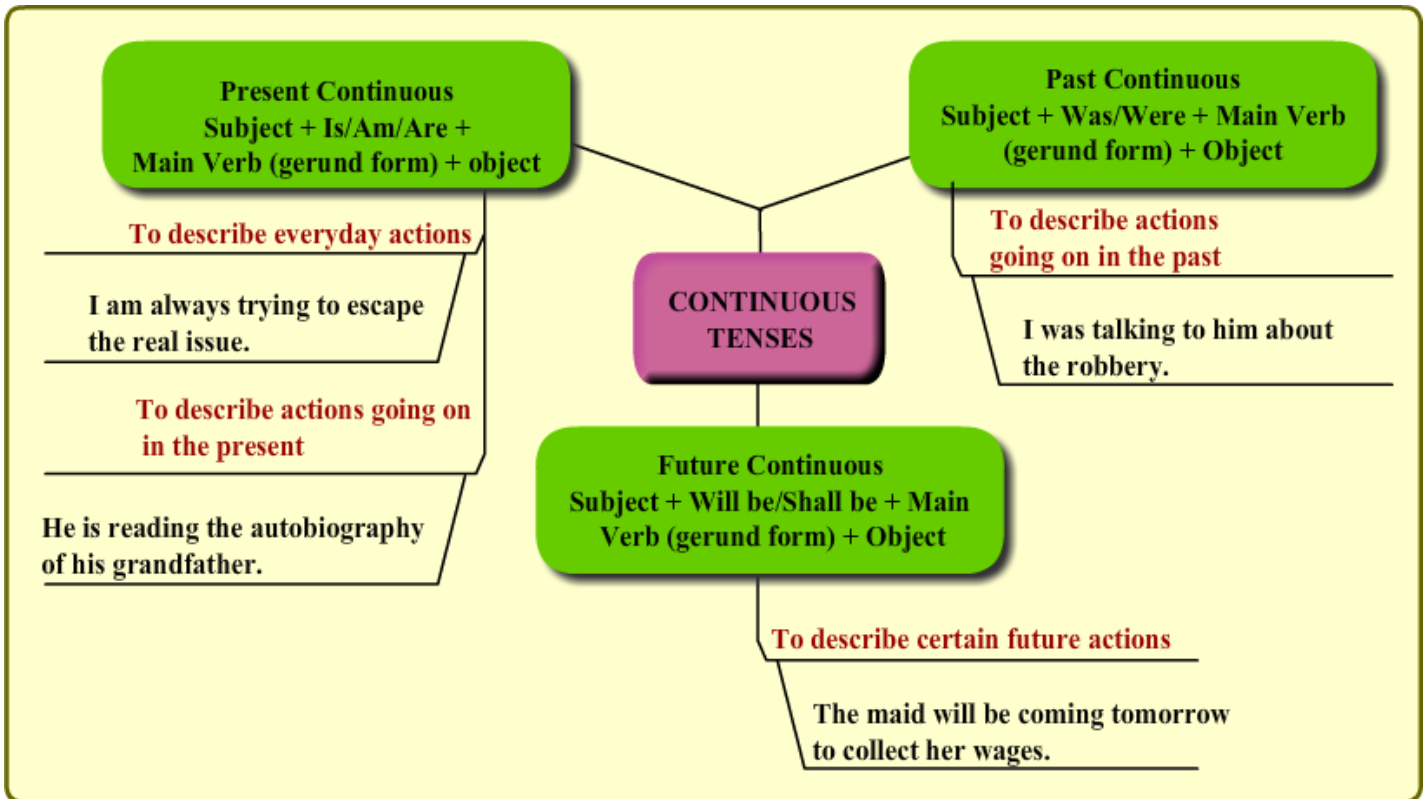 Present Continuous
Subject + Is/Am/Are +
Main Verb (gerund form) + object
To describe everyday actions
I am always trying to escape
the real issue.
To describe actions going on
in the present
He is reading the autobiography
of his grandfather.
Past Continuous
Subject + Was/Were + Main Verb
(gerund form) + Object
To describe actions
going on in the past
I was talking to him about
the robbery.
CONTINUOUS
TENSES
Future Continuous
Subject + Will be/Shall be + Main
Verb (gerund form) + Object
To describe certain future actions
The maid will be coming tomorrow
to collect her wages.